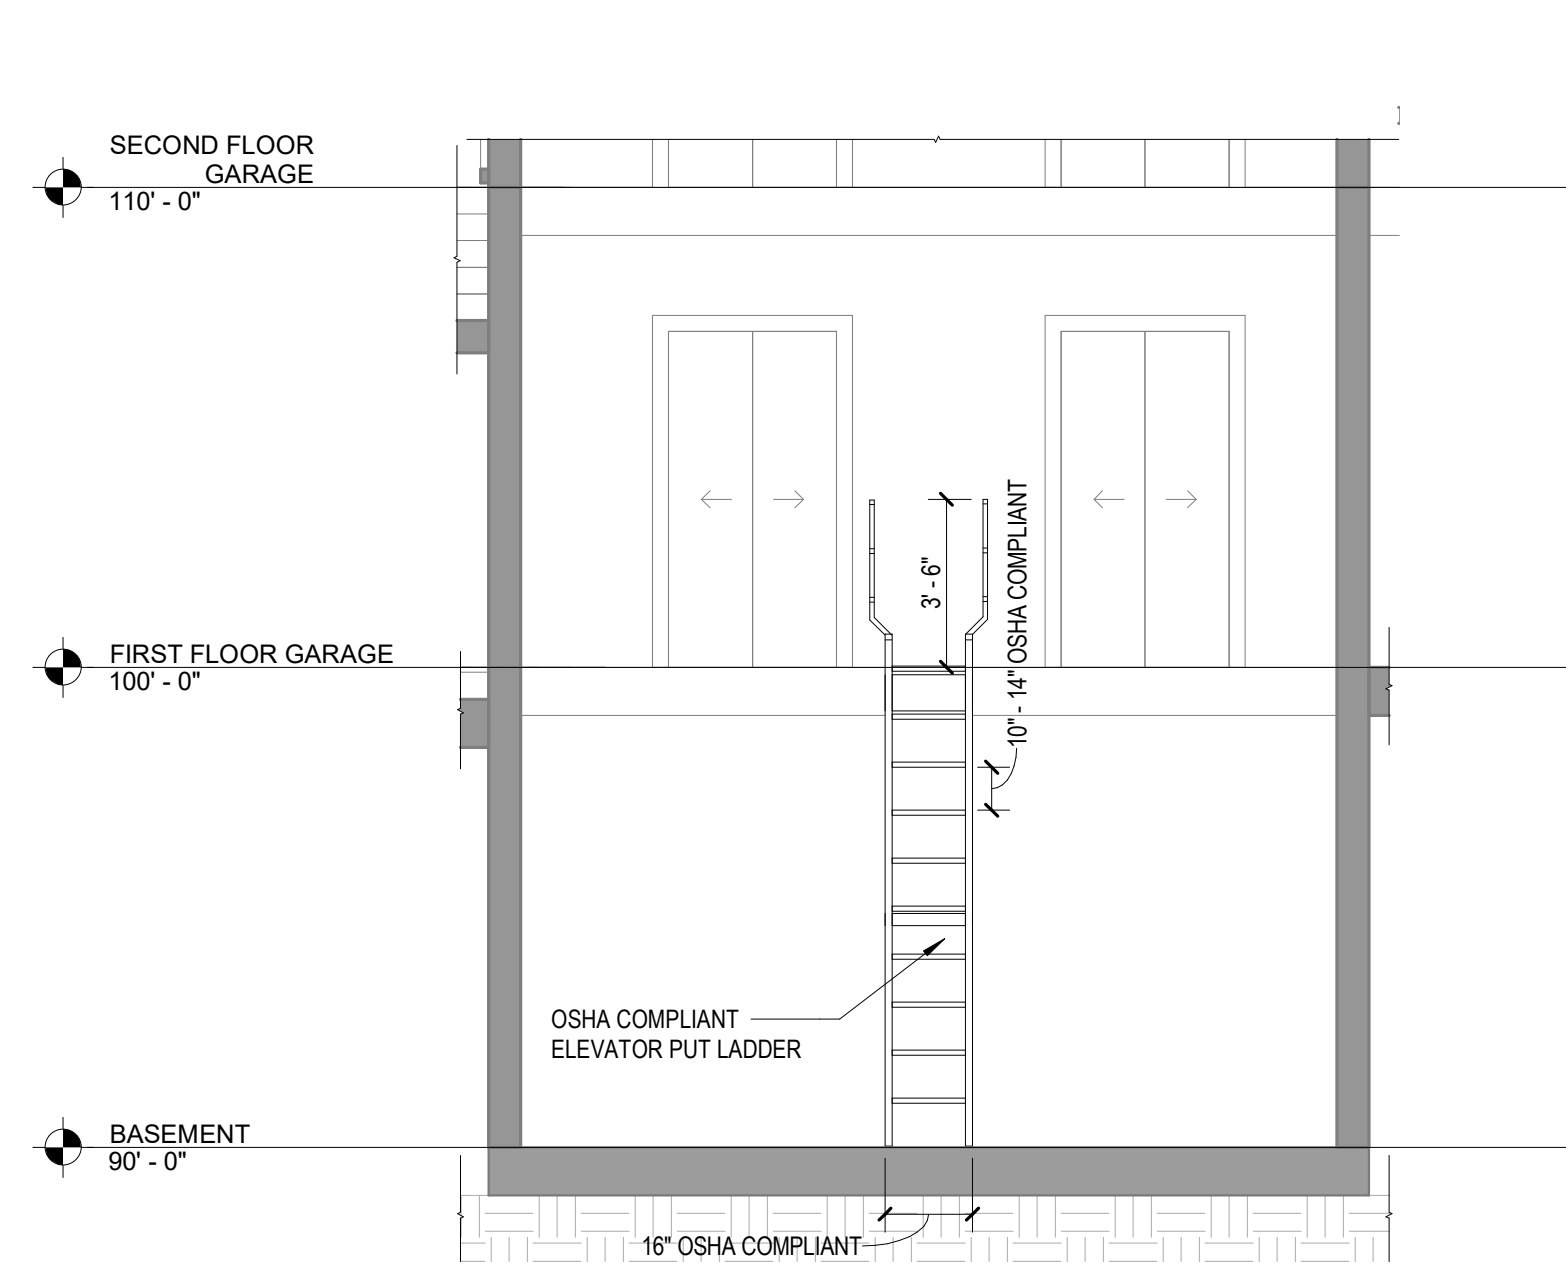 SECOND FLOOR
GARAGE
110' - 0"
10" - 14" OSHA COMPLIANT
3' - 6"
FIRST FLOOR GARAGE
100' - 0"
OSHA COMPLIANT
ELEVATOR PUT LADDER
BASEMENT
90' - 0"
16" OSHA COMPLIANT